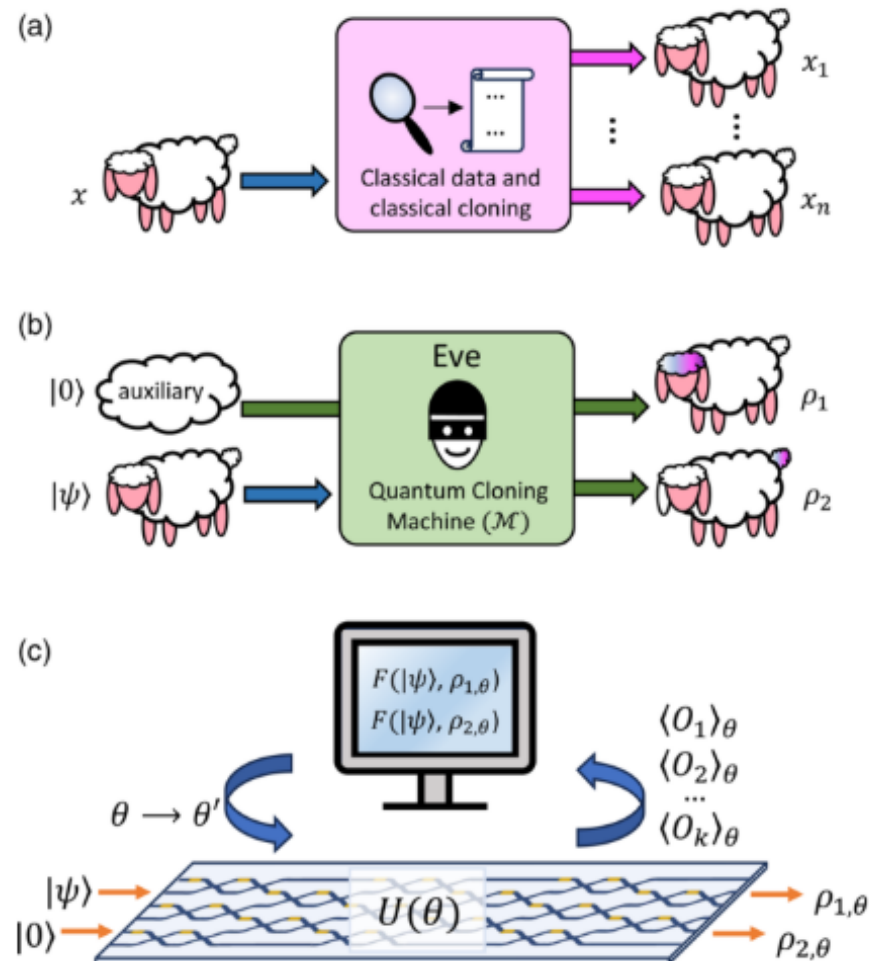 (a)
x
...
...
Classical data and
classical cloning
⋮
⋮
x₁
xₙ
(b)
|0⟩
auxiliary
|ψ⟩
Eve
Quantum Cloning
Machine (ℳ)
ρ₁
ρ₂
(c)
F(|ψ⟩, ρ₁,θ)
F(|ψ⟩, ρ₂,θ)
θ → θ′
⟨O₁⟩θ
⟨O₂⟩θ
...
⟨Oₖ⟩θ
|ψ⟩
|0⟩
U(θ)
ρ₁,θ
ρ₂,θ